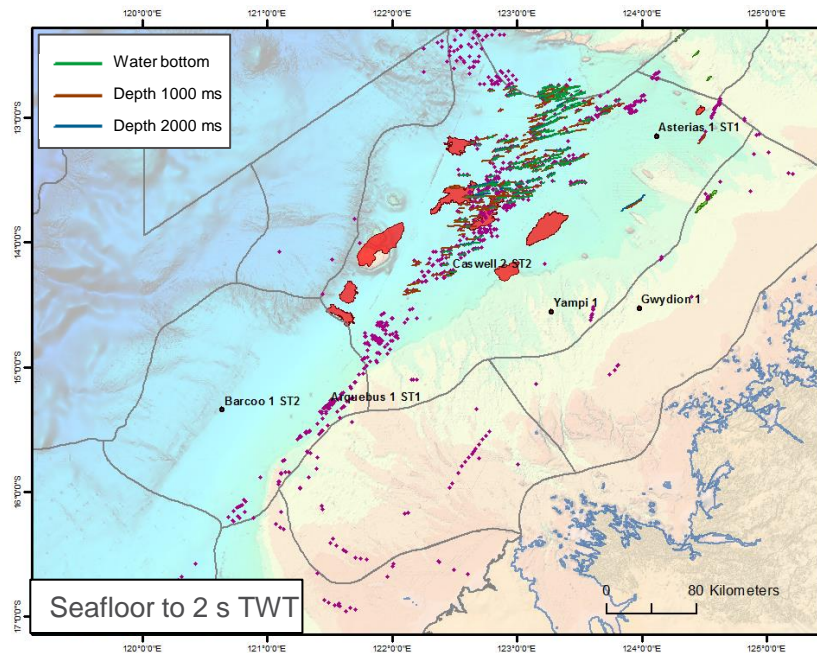 120°0'0"E 121°0'0"E 122°0'0"E 123°0'0"E 124°0'0"E 125°0'0"E
Water bottom
Depth 1000 ms
Depth 2000 ms
13°0'0"S
Asterias 1 ST1
14°0'0"S
Caswell 2 ST2
Yampi 1
Gwydion 1
15°0'0"S
Barcoo 1 ST2
Arquebus 1 ST1
16°0'0"S
0 80 Kilometers
Seafloor to 2 s TWT
17°0'0"S
120°0'0"E 121°0'0"E 122°0'0"E 123°0'0"E 124°0'0"E 125°0'0"E